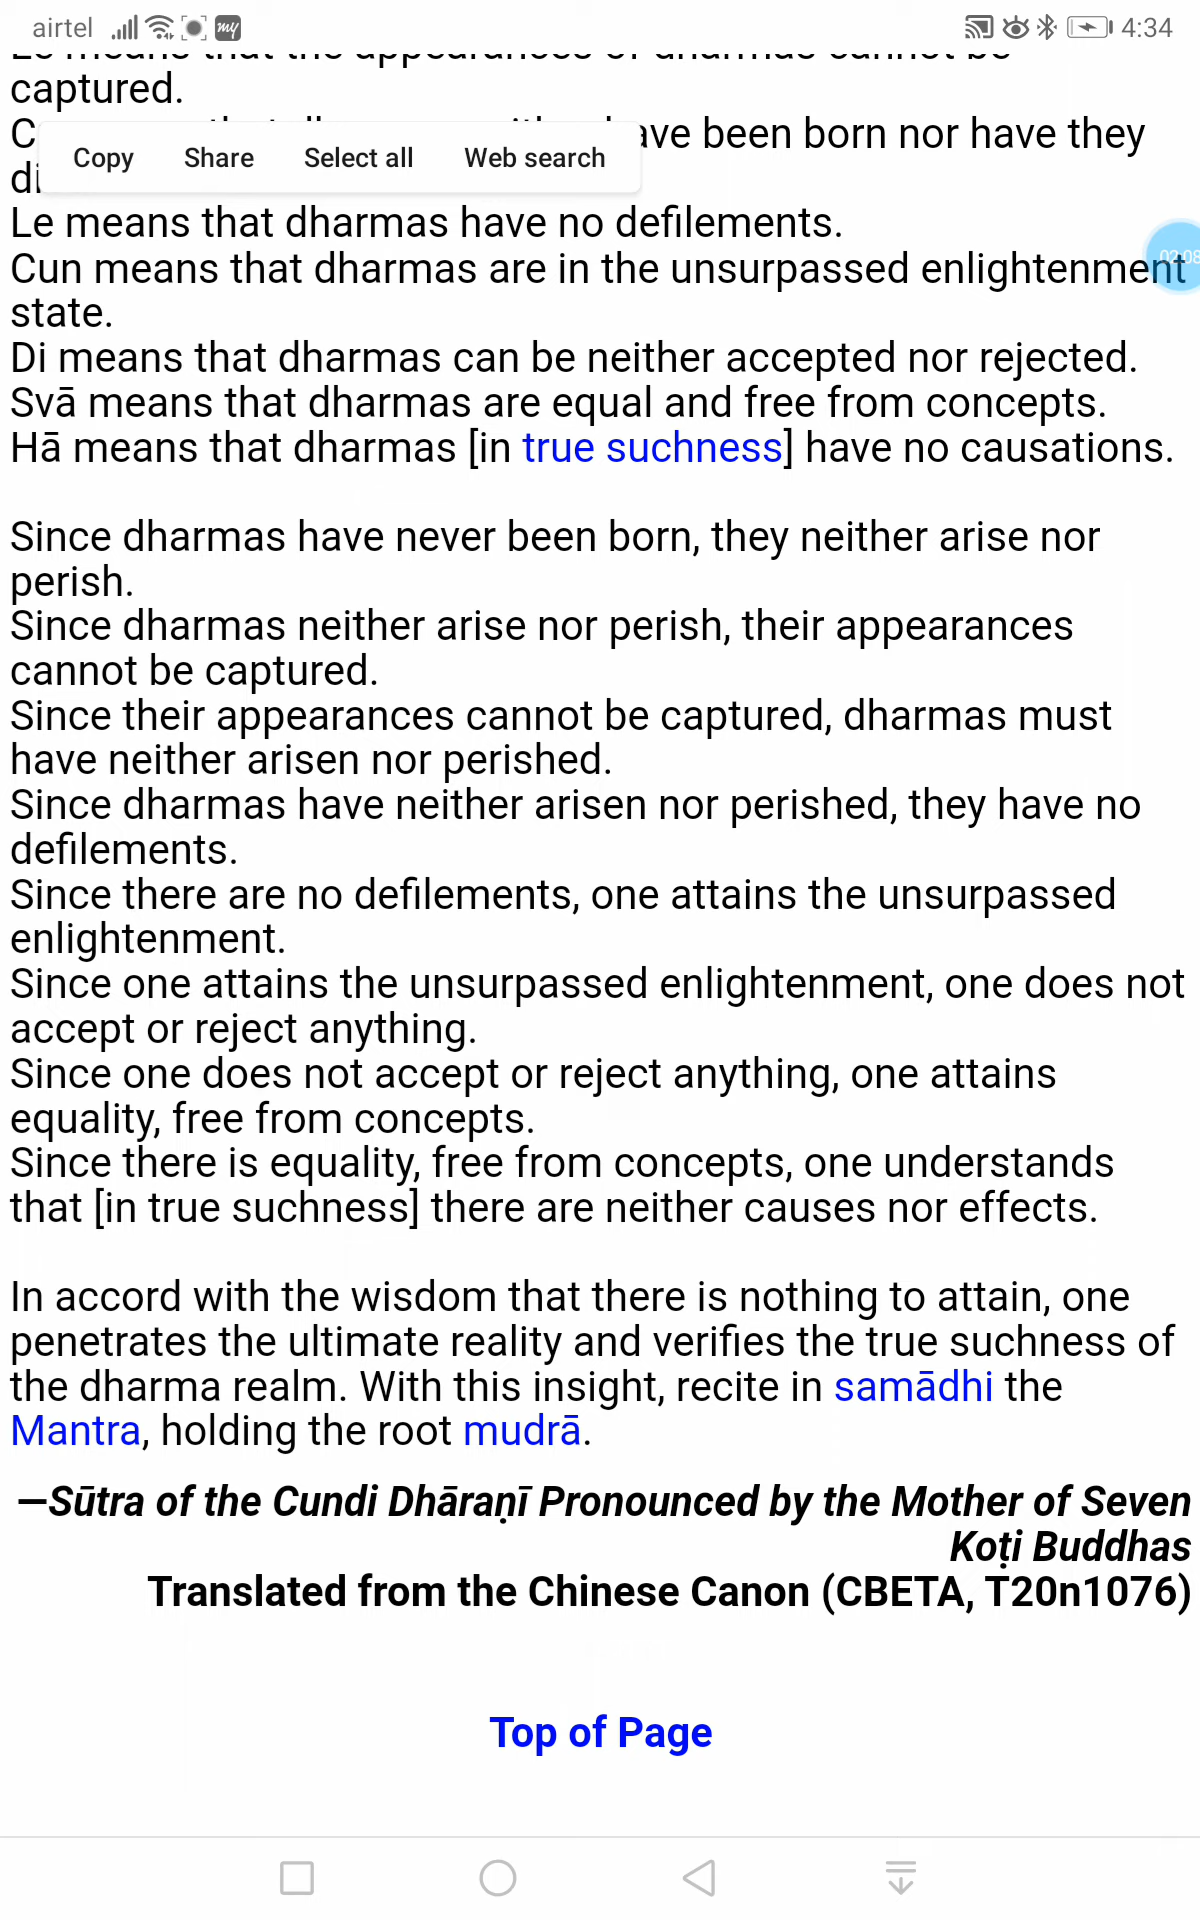 airtel my 4:34
captured.
Copy Share Select all Web search
ave been born nor have they
Le means that dharmas have no defilements.
02:08
Cun means that dharmas are in the unsurpassed enlightenment
state.
Di means that dharmas can be neither accepted nor rejected.
Svā means that dharmas are equal and free from concepts.
Hā means that dharmas [in true suchness] have no causations.
Since dharmas have never been born, they neither arise nor
perish.
Since dharmas neither arise nor perish, their appearances
cannot be captured.
Since their appearances cannot be captured, dharmas must
have neither arisen nor perished.
Since dharmas have neither arisen nor perished, they have no
defilements.
Since there are no defilements, one attains the unsurpassed
enlightenment.
Since one attains the unsurpassed enlightenment, one does not
accept or reject anything.
Since one does not accept or reject anything, one attains
equality, free from concepts.
Since there is equality, free from concepts, one understands
that [in true suchness] there are neither causes nor effects.
In accord with the wisdom that there is nothing to attain, one
penetrates the ultimate reality and verifies the true suchness of
the dharma realm. With this insight, recite in samādhi the
Mantra, holding the root mudrā.
—Sūtra of the Cundi Dhāraṇī Pronounced by the Mother of Seven
Koṭi Buddhas
Translated from the Chinese Canon (CBETA, T20n1076)
Top of Page